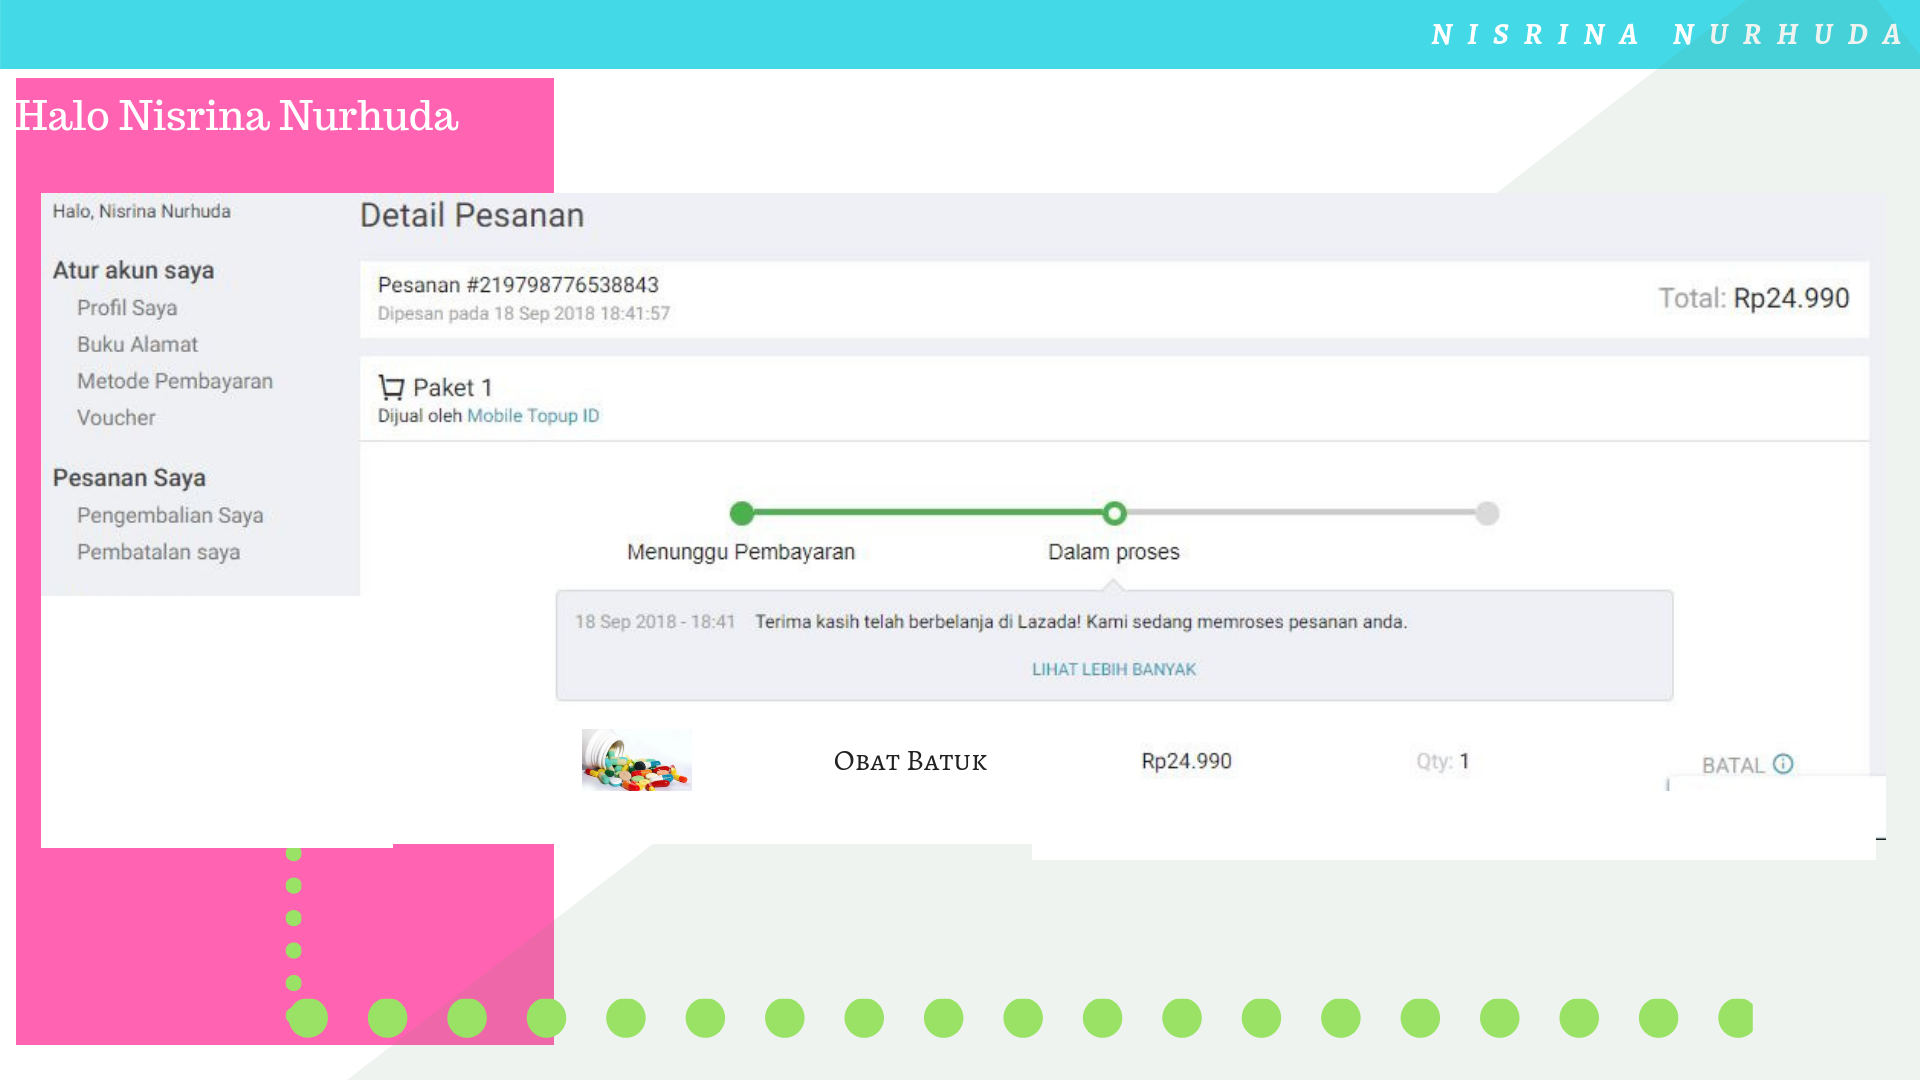 NISRINA NURHUDA
Halo Nisrina Nurhuda
Halo, Nisrina Nurhuda
Atur akun saya
Profil Saya
Buku Alamat
Metode Pembayaran
Voucher
Pesanan Saya
Pengembalian Saya
Pembatalan saya
Detail Pesanan
Pesanan #219798776538843
Dipesan pada 18 Sep 2018 18:41:57
Total: Rp24.990
Paket 1
Dijual oleh Mobile Topup ID
Menunggu Pembayaran
Dalam proses
18 Sep 2018 - 18:41 Terima kasih telah berbelanja di Lazada! Kami sedang memroses pesanan anda.
LIHAT LEBIH BANYAK
Obat Batuk Rp24.990 Qty: 1 BATAL